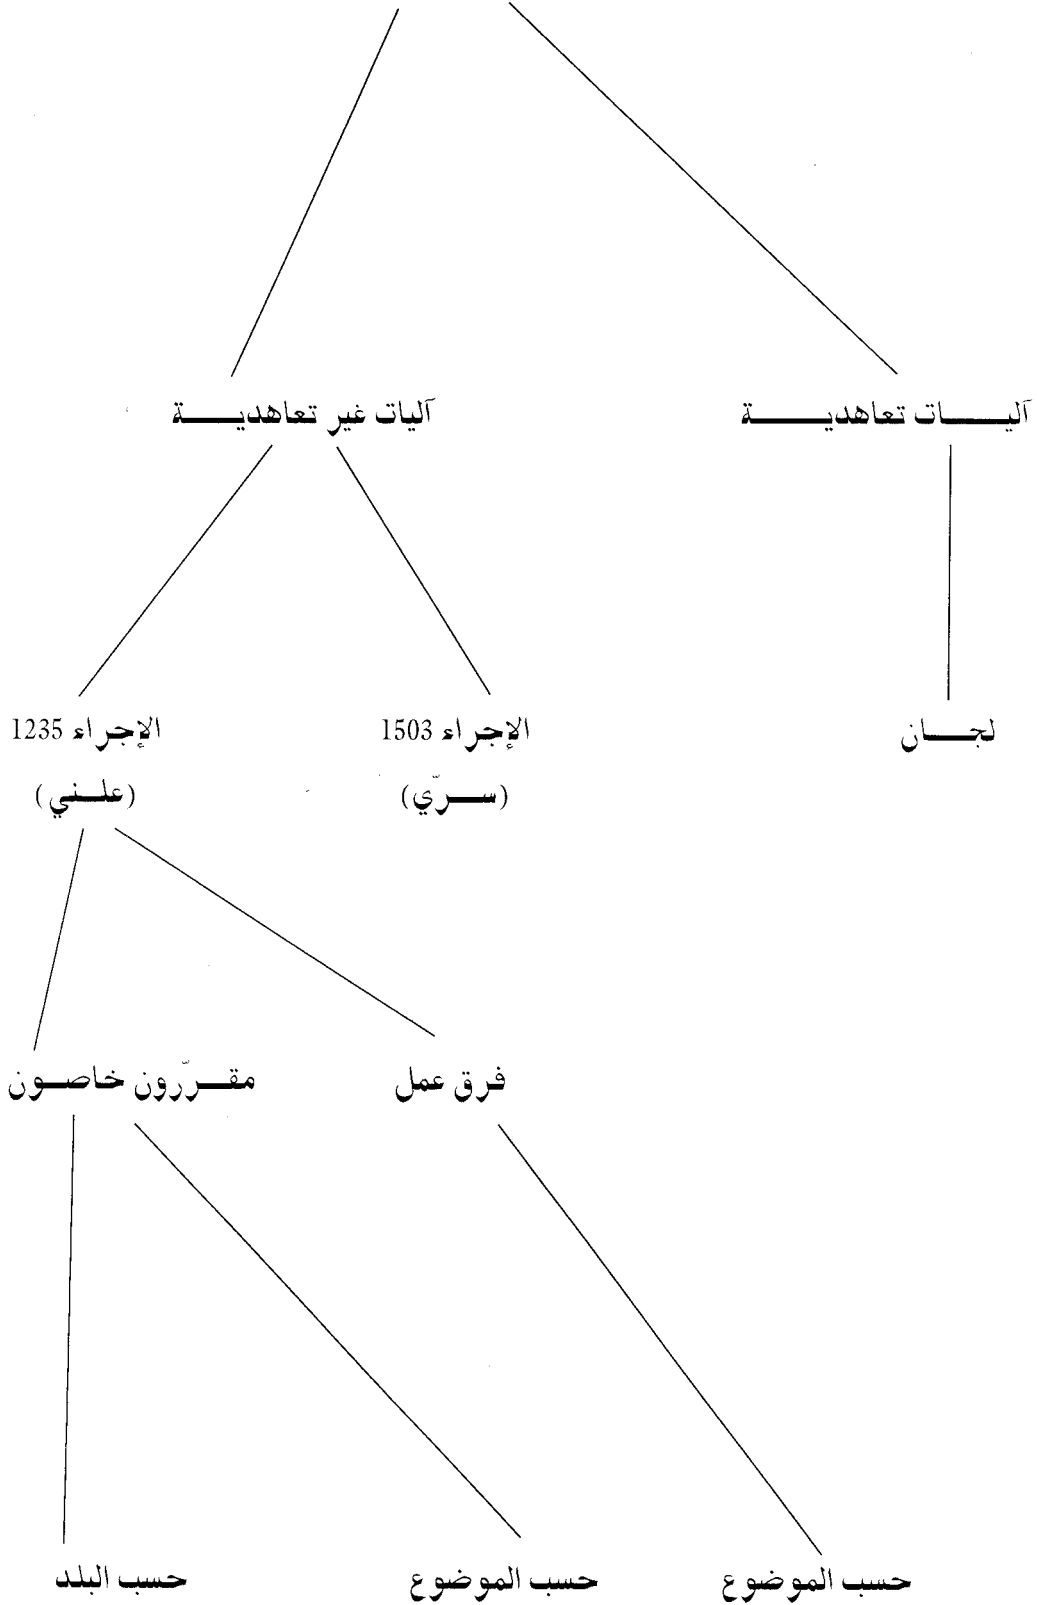 آليات تعاهدية
آليات غير تعاهدية
لجان
الإجراء 1503
(سرّي)
الإجراء 1235
(علني)
فرق عمل
مقرّرون خاصون
حسب الموضوع
حسب الموضوع
حسب البلد